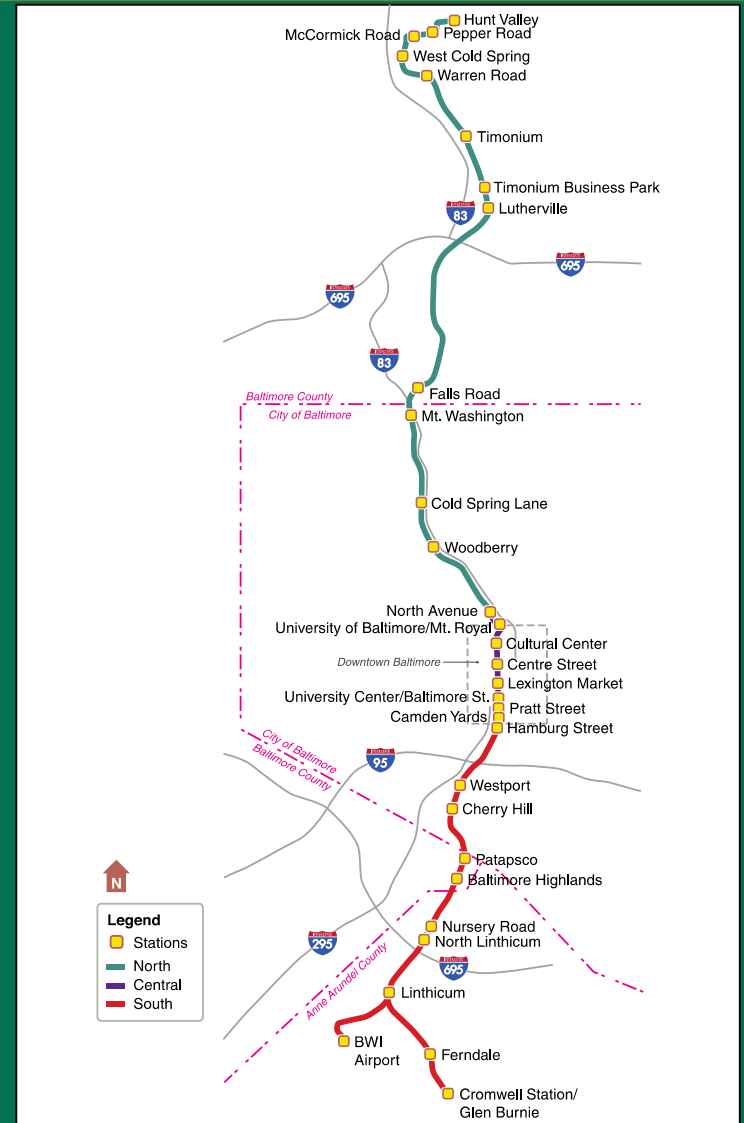 Hunt Valley
McCormick Road
Pepper Road
West Cold Spring
Warren Road
Timonium
Timonium Business Park
83
Lutherville
695
695
83
Baltimore County
Falls Road
City of Baltimore
Mt. Washington
Cold Spring Lane
Woodberry
North Avenue
University of Baltimore/Mt. Royal
Cultural Center
Downtown Baltimore
Centre Street
Lexington Market
University Center/Baltimore St.
Pratt Street
Camden Yards
Hamburg Street
City of Baltimore
Baltimore County
95
Westport
Cherry Hill
Patapsco
Baltimore Highlands
N
Legend
Stations
North
Central
South
Nursery Road
295
North Linthicum
695
Anne Arundel County
Linthicum
BWI
Airport
Ferndale
Cromwell Station/
Glen Burnie